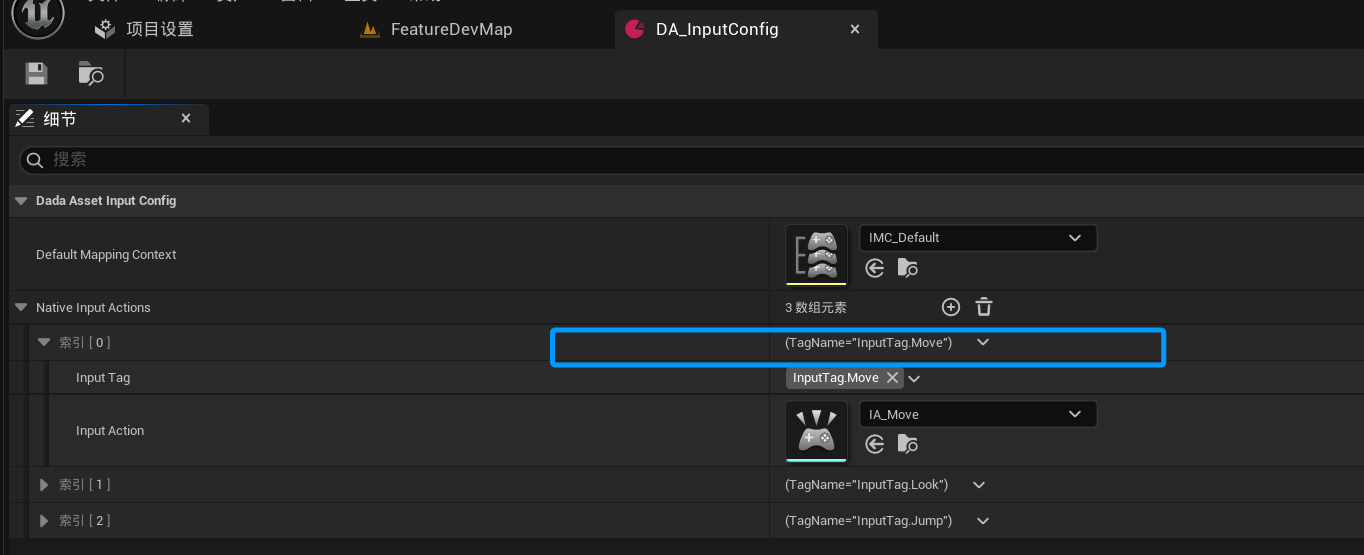 项目设置
FeatureDevMap
DA_InputConfig
细节
搜索
Dada Asset Input Config
Default Mapping Context
IMC_Default
Native Input Actions
3 数组元素
索引 [ 0 ]
(TagName="InputTag.Move")
Input Tag
InputTag.Move
Input Action
IA_Move
索引 [ 1 ]
(TagName="InputTag.Look")
索引 [ 2 ]
(TagName="InputTag.Jump")